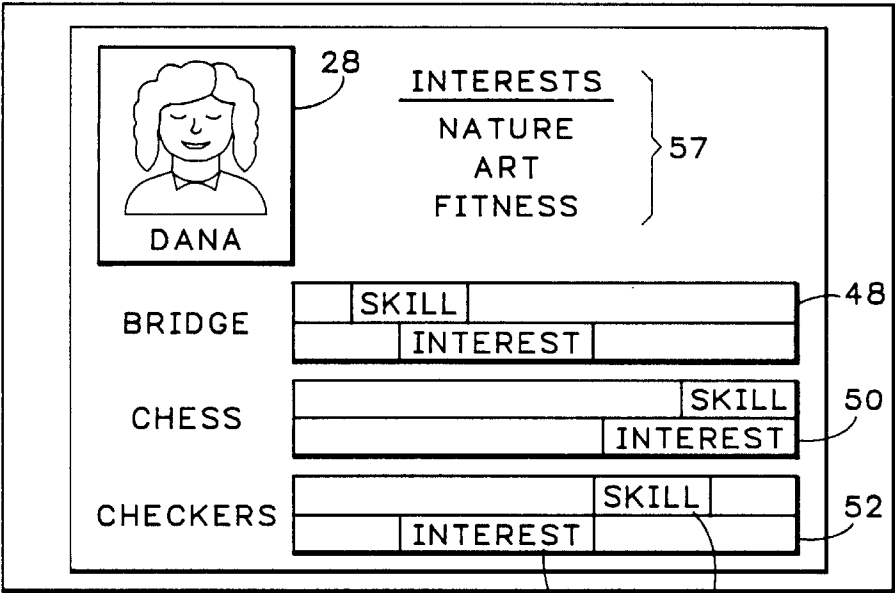 28
INTERESTS
NATURE
ART
FITNESS
57
DANA
BRIDGE
SKILL
INTEREST
48
CHESS
SKILL
INTEREST
50
CHECKERS
SKILL
INTEREST
52